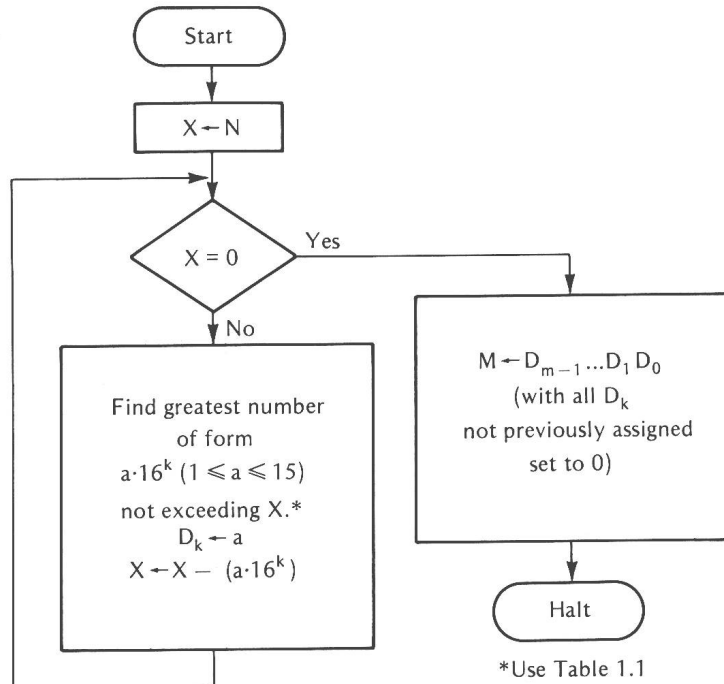 Start
X ← N
X = 0
Yes
No
Find greatest number
of form
a·16^k (1 ⩽ a ⩽ 15)
not exceeding X.*
D_k ← a
X ← X − (a·16^k)
M ← D_{m−1}...D_1 D_0
(with all D_k
not previously assigned
set to 0)
Halt
*Use Table 1.1